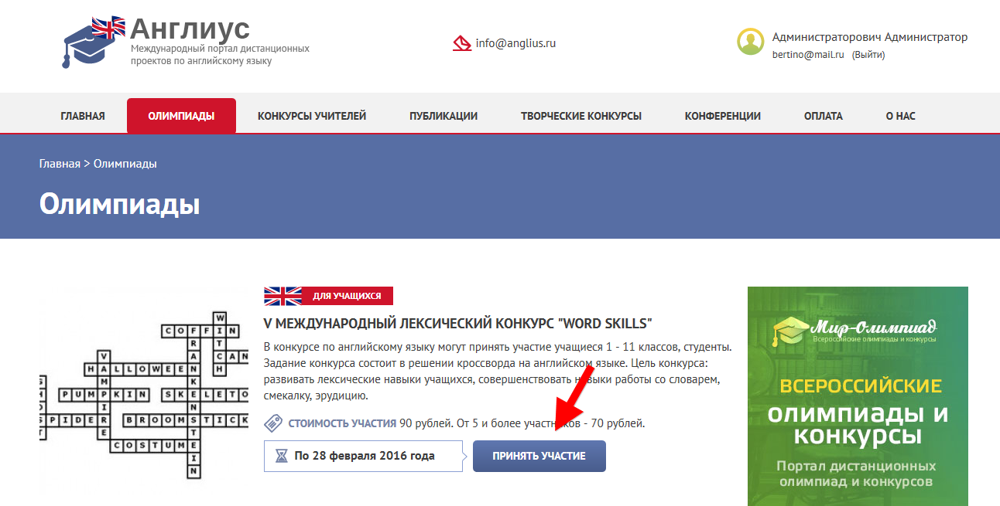 Англиус
Международный портал дистанционных
проектов по английскому языку
info@anglius.ru
Администраторович Администратор
bertino@mail.ru (Выйти)
ГЛАВНАЯ ОЛИМПИАДЫ КОНКУРСЫ УЧИТЕЛЕЙ ПУБЛИКАЦИИ ТВОРЧЕСКИЕ КОНКУРСЫ КОНФЕРЕНЦИИ ОПЛАТА О НАС
Главная > Олимпиады
Олимпиады
WITCH
COFFIN
FRANKENSTEIN
CAN
VAMPIRE
HALLOWEEN
PUMPKIN
SKELETO
SPIDER
BROOMSTICK
COSTUME
ДЛЯ УЧАЩИХСЯ
V МЕЖДУНАРОДНЫЙ ЛЕКСИЧЕСКИЙ КОНКУРС "WORD SKILLS"
В конкурсе по английскому языку могут принять участие учащиеся 1 - 11 классов, студенты.
Задание конкурса состоит в решении кроссворда на английском языке. Цель конкурса:
развивать лексические навыки учащихся, совершенствовать навыки работы со словарем,
смекалку, эрудицию.
СТОИМОСТЬ УЧАСТИЯ 90 рублей. От 5 и более участников - 70 рублей.
По 28 февраля 2016 года
ПРИНЯТЬ УЧАСТИЕ
Мир-Олимпиад
Всероссийские олимпиады и конкурсы
ВСЕРОССИЙСКИЕ
олимпиады и
конкурсы
Портал дистанционных
олимпиад и конкурсов